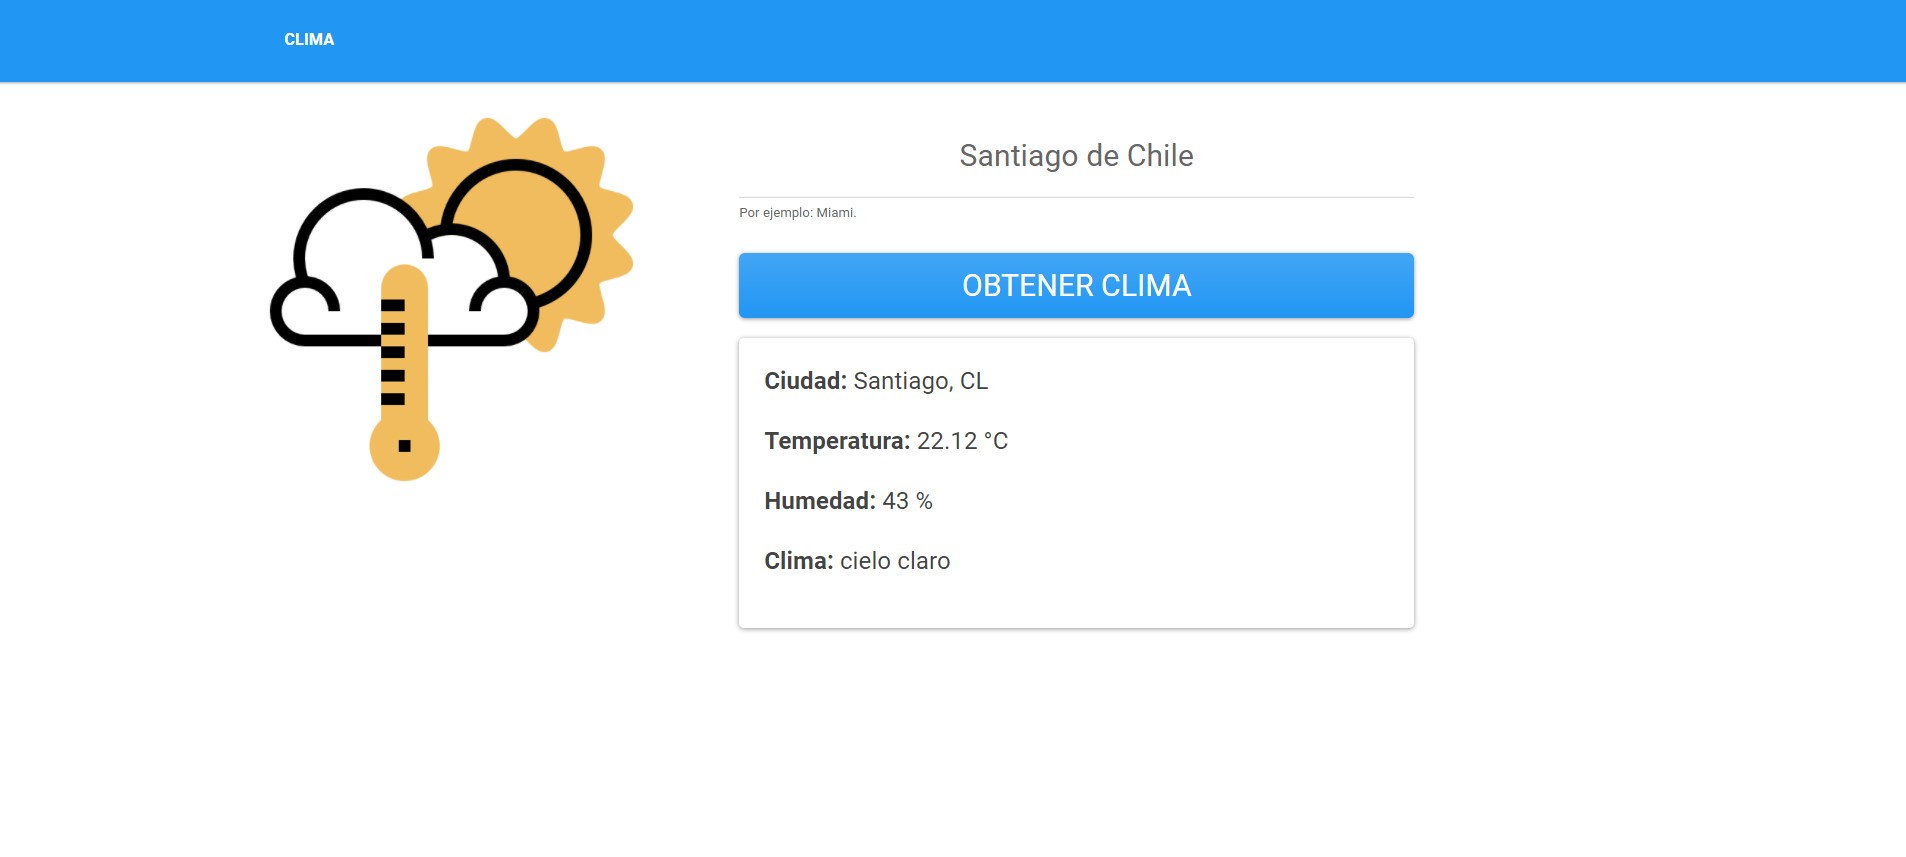 CLIMA
Santiago de Chile
Por ejemplo: Miami.
OBTENER CLIMA
Ciudad: Santiago, CL
Temperatura: 22.12 °C
Humedad: 43 %
Clima: cielo claro